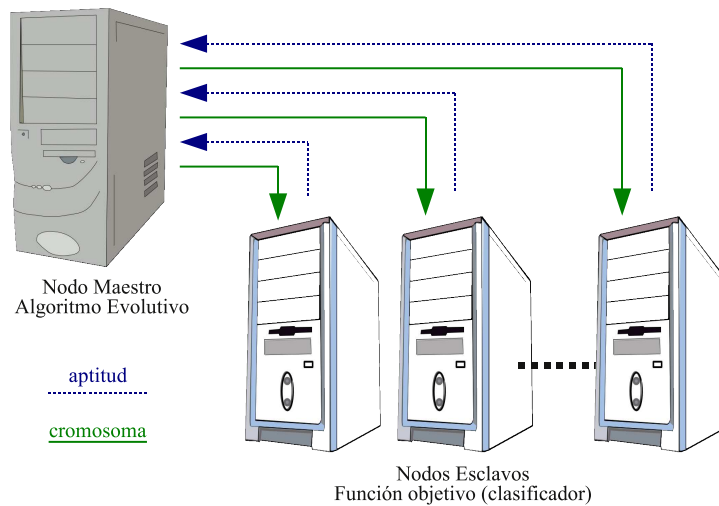 Nodo Maestro
Algoritmo Evolutivo
aptitud
cromosoma
Nodos Esclavos
Función objetivo (clasificador)